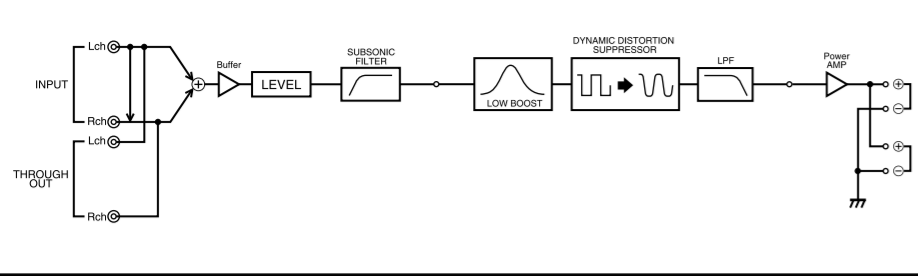 Lch
INPUT
Rch
Lch
THROUGH
OUT
Rch
Buffer
LEVEL
SUBSONIC
FILTER
LOW BOOST
DYNAMIC DISTORTION
SUPPRESSOR
LPF
Power
AMP
+
+
−
+
−